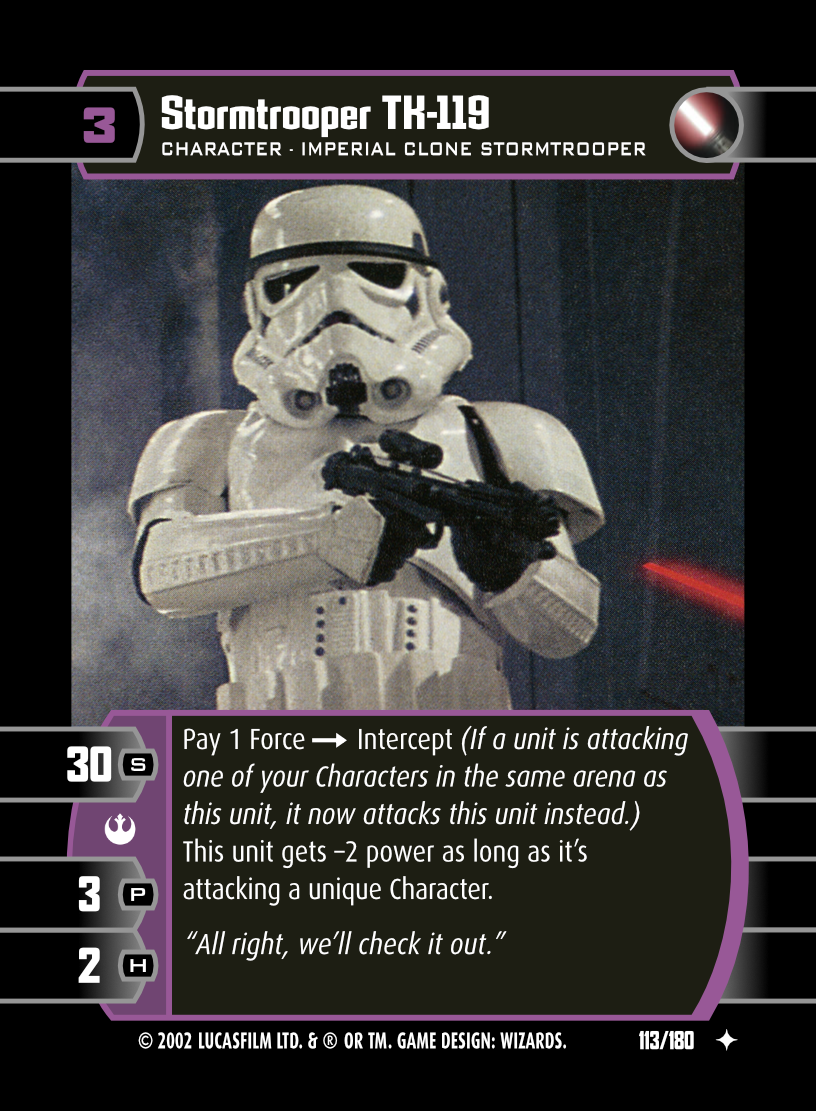 3
Stormtrooper TK-119
CHARACTER · IMPERIAL CLONE STORMTROOPER
Pay 1 Force → Intercept (If a unit is attacking
one of your Characters in the same arena as
this unit, it now attacks this unit instead.)
This unit gets –2 power as long as it’s
attacking a unique Character.
“All right, we’ll check it out.”
30 S
3 P
2 H
© 2002 LUCASFILM LTD. & ® OR TM. GAME DESIGN: WIZARDS.
113/180